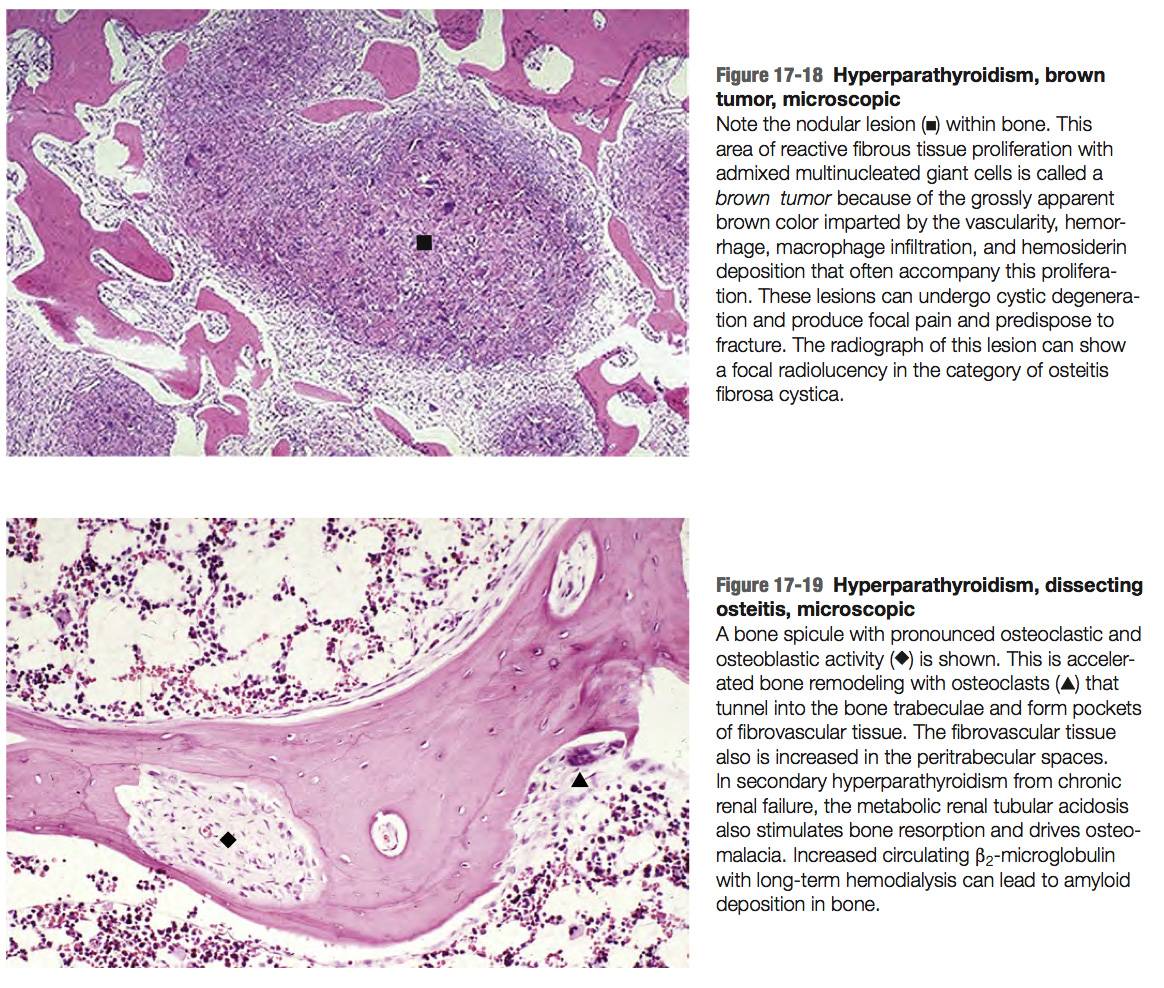 Figure 17-18 Hyperparathyroidism, brown
tumor, microscopic
Note the nodular lesion (■) within bone. This
area of reactive fibrous tissue proliferation with
admixed multinucleated giant cells is called a
brown tumor because of the grossly apparent
brown color imparted by the vascularity, hemor-
rhage, macrophage infiltration, and hemosiderin
deposition that often accompany this prolifera-
tion. These lesions can undergo cystic degenera-
tion and produce focal pain and predispose to
fracture. The radiograph of this lesion can show
a focal radiolucency in the category of osteitis
fibrosa cystica.
Figure 17-19 Hyperparathyroidism, dissecting
osteitis, microscopic
A bone spicule with pronounced osteoclastic and
osteoblastic activity (◆) is shown. This is acceler-
ated bone remodeling with osteoclasts (▲) that
tunnel into the bone trabeculae and form pockets
of fibrovascular tissue. The fibrovascular tissue
also is increased in the peritrabecular spaces.
In secondary hyperparathyroidism from chronic
renal failure, the metabolic renal tubular acidosis
also stimulates bone resorption and drives osteo-
malacia. Increased circulating β₂-microglobulin
with long-term hemodialysis can lead to amyloid
deposition in bone.